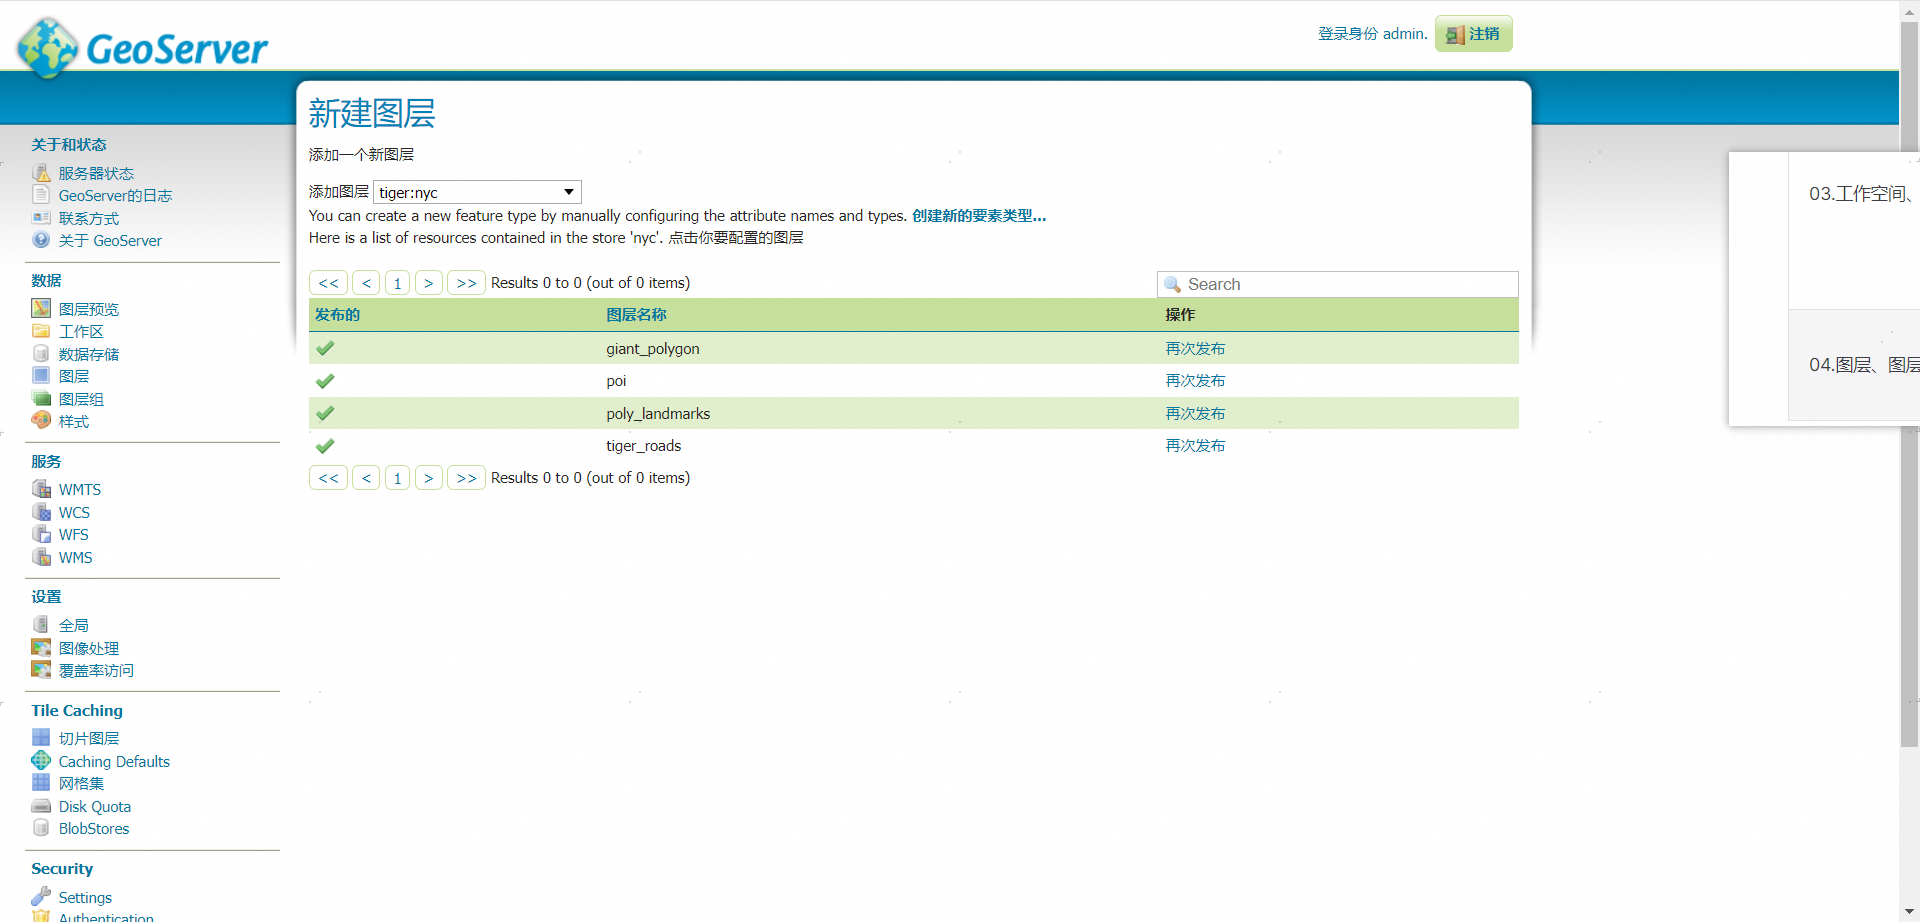 GeoServer
登录身份 admin.
注销
关于和状态
服务器状态
GeoServer的日志
联系方式
关于 GeoServer
数据
图层预览
工作区
数据存储
图层
图层组
样式
服务
WMTS
WCS
WFS
WMS
设置
全局
图像处理
覆盖率访问
Tile Caching
切片图层
Caching Defaults
网格集
Disk Quota
BlobStores
Security
Settings
Authentication
新建图层
添加一个新图层
添加图层 tiger:nyc
You can create a new feature type by manually configuring the attribute names and types. 创建新的要素类型...
Here is a list of resources contained in the store 'nyc'. 点击你要配置的图层
<< < 1 > >> Results 0 to 0 (out of 0 items)
Search
发布的 图层名称 操作
giant_polygon 再次发布
poi 再次发布
poly_landmarks 再次发布
tiger_roads 再次发布
<< < 1 > >> Results 0 to 0 (out of 0 items)
03.工作空间、
04.图层、图层